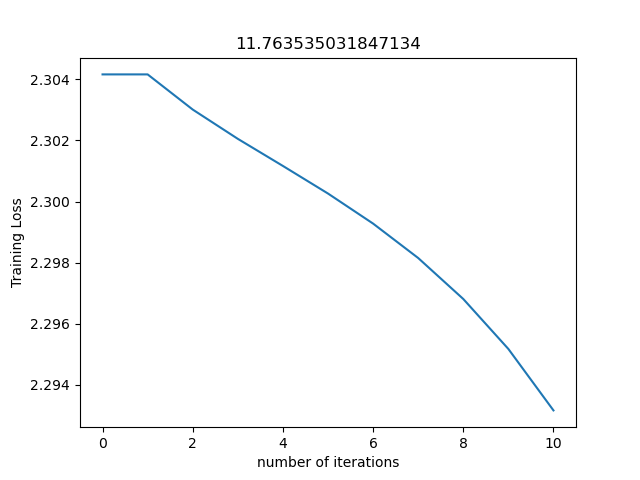 11.763535031847134
2.304
2.302
2.300
2.298
2.296
2.294
Training Loss
0 2 4 6 8 10
number of iterations